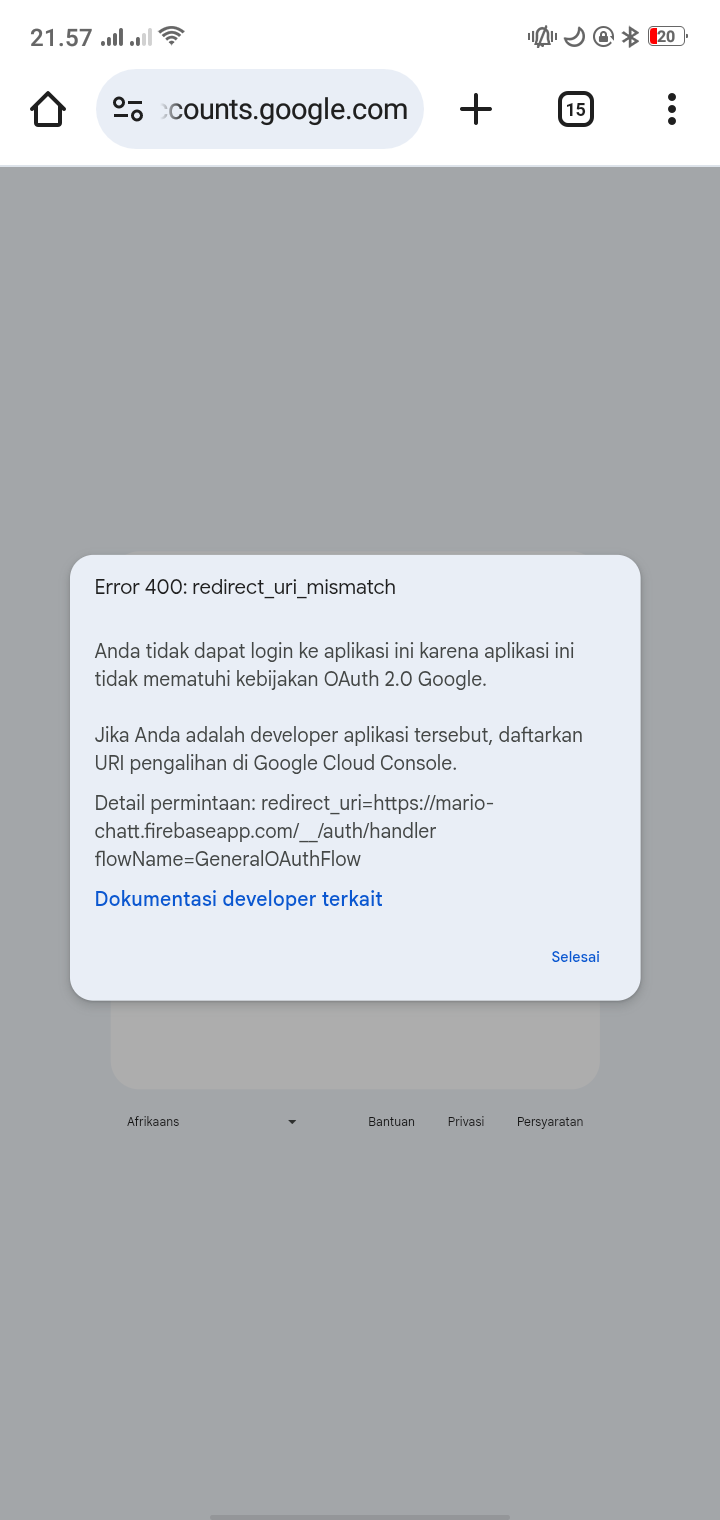 21.57
20
counts.google.com
15
Error 400: redirect_uri_mismatch
Anda tidak dapat login ke aplikasi ini karena aplikasi ini
tidak mematuhi kebijakan OAuth 2.0 Google.
Jika Anda adalah developer aplikasi tersebut, daftarkan
URI pengalihan di Google Cloud Console.
Detail permintaan: redirect_uri=https://mario-
chatt.firebaseapp.com/__/auth/handler
flowName=GeneralOAuthFlow
Dokumentasi developer terkait
Selesai
Afrikaans Bantuan Privasi Persyaratan